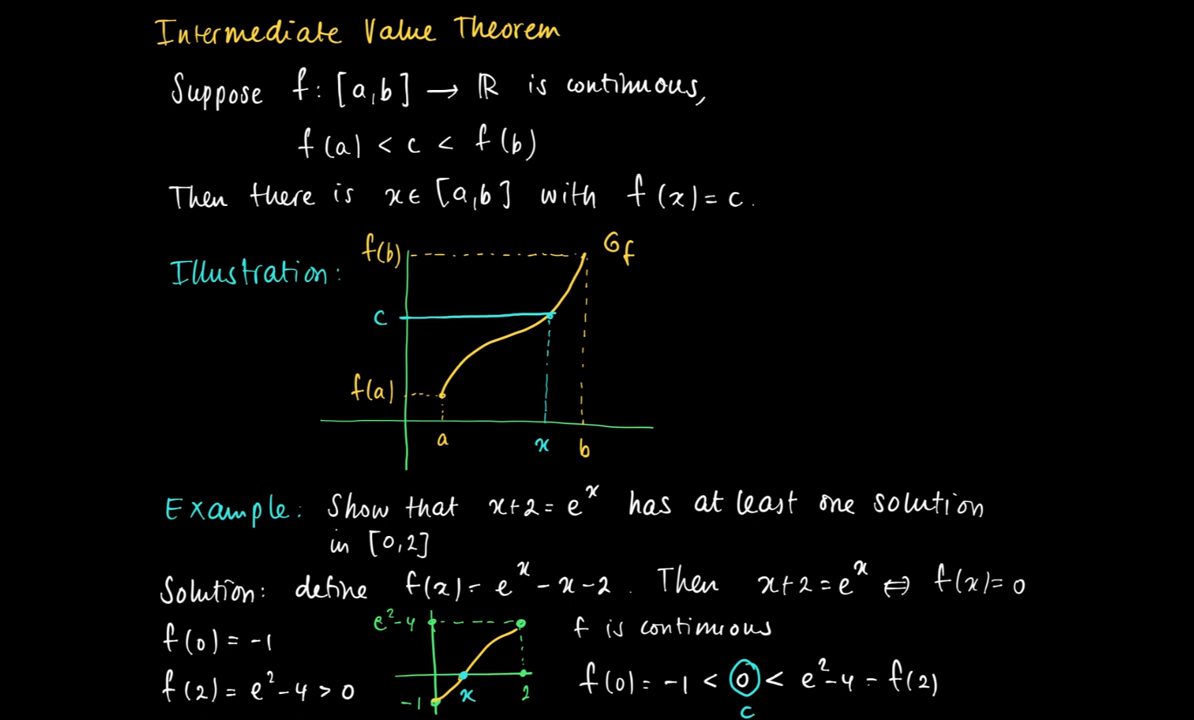 Intermediate Value Theorem
Suppose f: [a,b] → ℝ is continuous,
f(a) < c < f(b)
Then there is x ∈ [a,b] with f(x) = c.
Illustration:
f(b)
G_f
c
f(a)
a
x
b
Example: Show that x+2 = e^x has at least one solution
in [0,2]
Solution: define f(x) = e^x - x - 2. Then x+2 = e^x ⇔ f(x) = 0
f(0) = -1
f(2) = e²-4 > 0
e²-4
-1
x
2
f is continuous
f(0) = -1 < 0 < e²-4 = f(2)
c